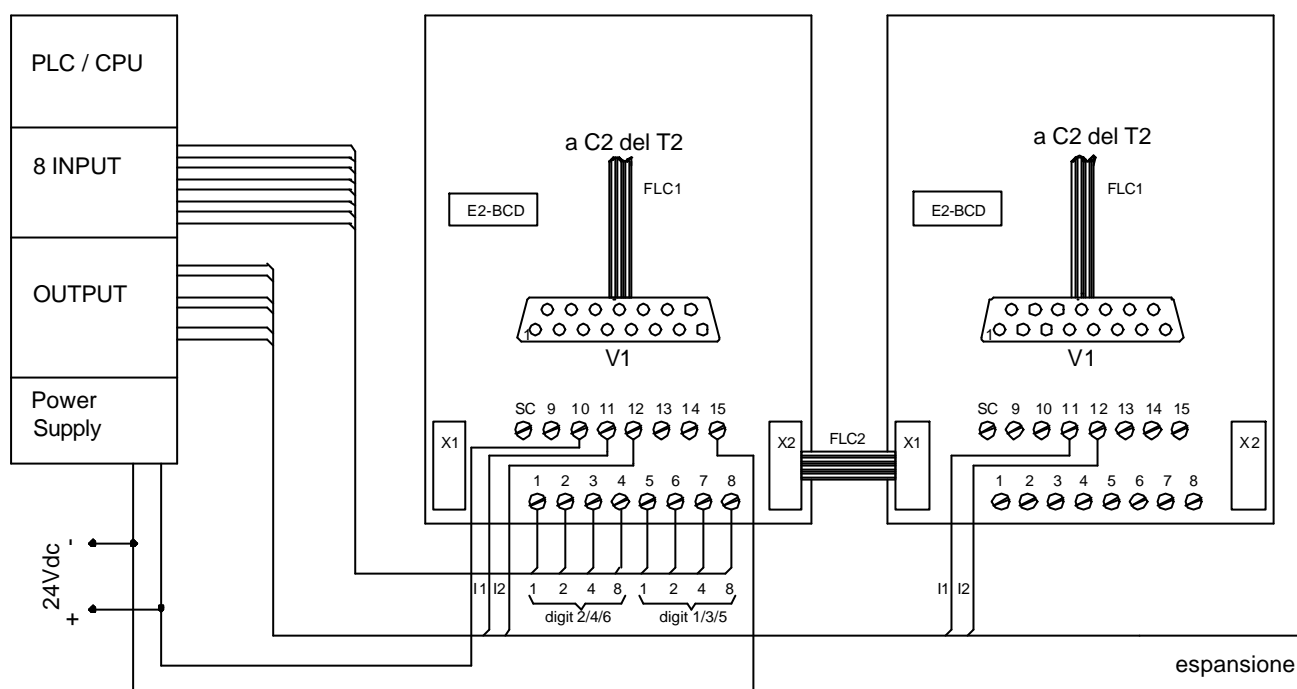 PLC / CPU
8 INPUT
OUTPUT
Power
Supply
24Vdc
-
+
a C2 del T2
FLC1
E2-BCD
1
V1
SC 9 10 11 12 13 14 15
X1
X2
1 2 3 4 5 6 7 8
I1 I2
1 2 4 8 1 2 4 8
digit 2/4/6 digit 1/3/5
FLC2
a C2 del T2
FLC1
E2-BCD
1
V1
SC 9 10 11 12 13 14 15
X1
X2
1 2 3 4 5 6 7 8
I1 I2
espansione